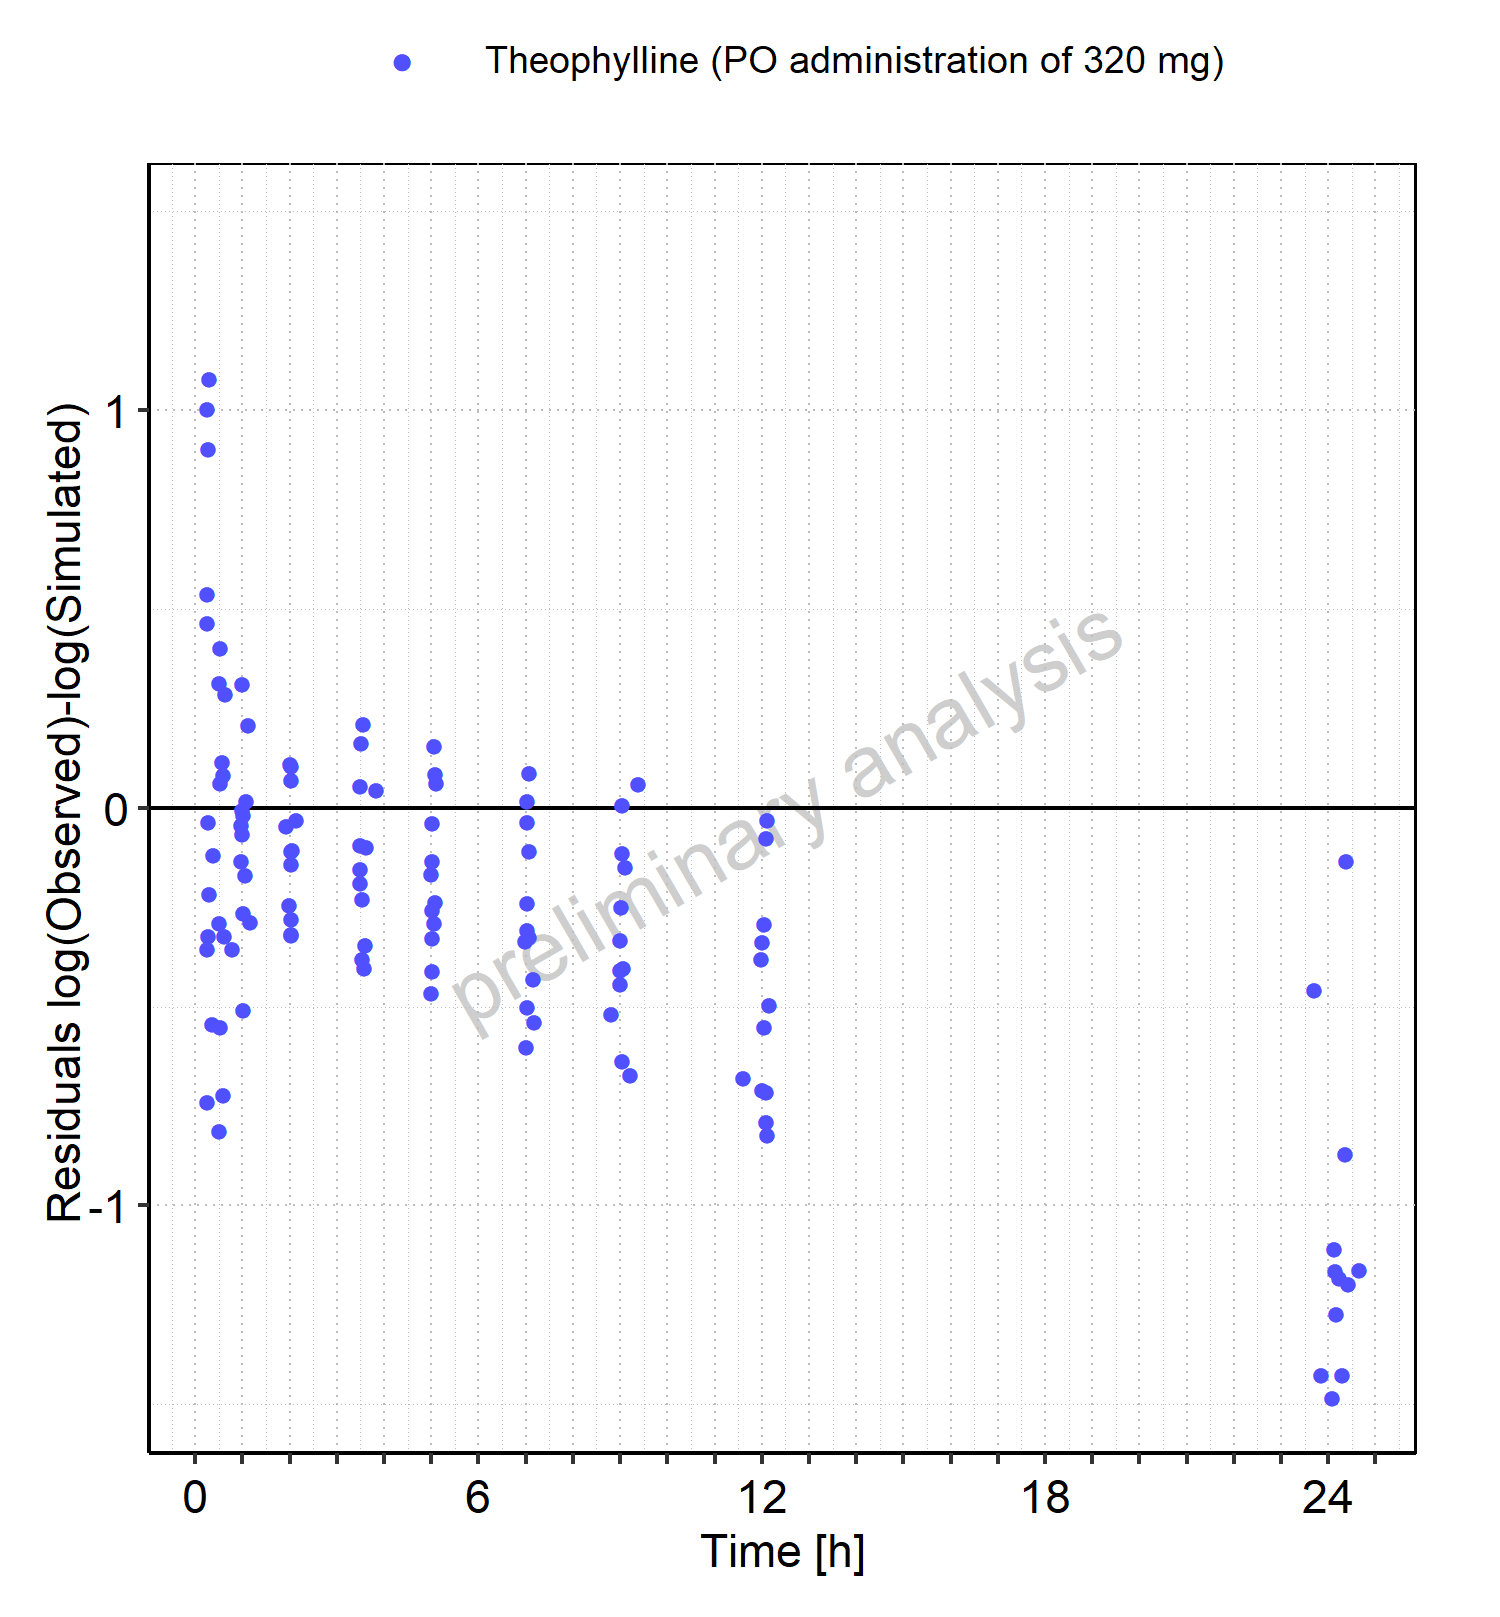 Theophylline (PO administration of 320 mg)
Residuals log(Observed)-log(Simulated)
1
0
-1
preliminary analysis
0 6 12 18 24
Time [h]